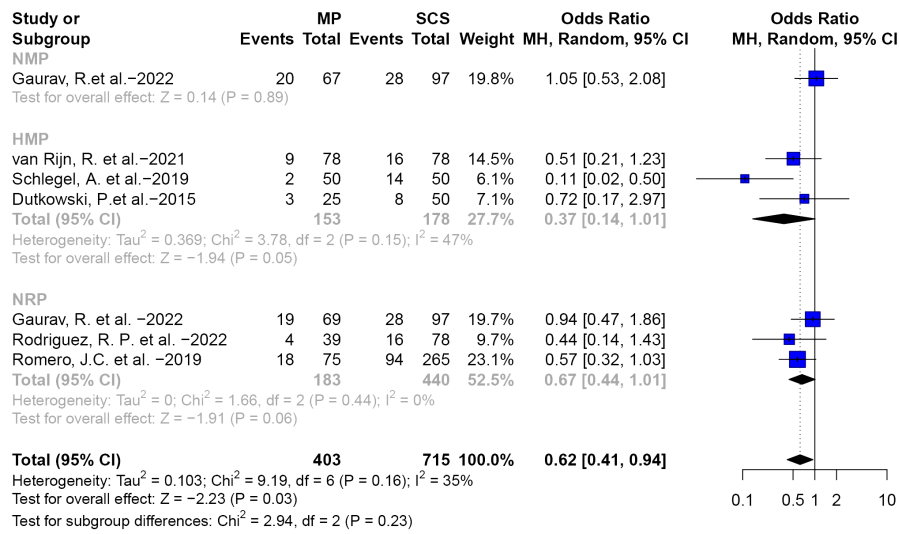 Study or MP SCS Odds Ratio Odds Ratio
Subgroup Events Total Events Total Weight MH, Random, 95% CI MH, Random, 95% CI
NMP
Gaurav, R.et al.−2022 20 67 28 97 19.8% 1.05 [0.53, 2.08]
Test for overall effect: Z = 0.14 (P = 0.89)
HMP
van Rijn, R. et al.−2021 9 78 16 78 14.5% 0.51 [0.21, 1.23]
Schlegel, A. et al.−2019 2 50 14 50 6.1% 0.11 [0.02, 0.50]
Dutkowski, P.et al.−2015 3 25 8 50 7.1% 0.72 [0.17, 2.97]
Total (95% CI) 153 178 27.7% 0.37 [0.14, 1.01]
Heterogeneity: Tau² = 0.369; Chi² = 3.78, df = 2 (P = 0.15); I² = 47%
Test for overall effect: Z = −1.94 (P = 0.05)
NRP
Gaurav, R. et al. −2022 19 69 28 97 19.7% 0.94 [0.47, 1.86]
Rodriguez, R. P. et al. −2022 4 39 16 78 9.7% 0.44 [0.14, 1.43]
Romero, J.C. et al. −2019 18 75 94 265 23.1% 0.57 [0.32, 1.03]
Total (95% CI) 183 440 52.5% 0.67 [0.44, 1.01]
Heterogeneity: Tau² = 0; Chi² = 1.66, df = 2 (P = 0.44); I² = 0%
Test for overall effect: Z = −1.91 (P = 0.06)
Total (95% CI) 403 715 100.0% 0.62 [0.41, 0.94]
Heterogeneity: Tau² = 0.103; Chi² = 9.19, df = 6 (P = 0.16); I² = 35%
Test for overall effect: Z = −2.23 (P = 0.03)
Test for subgroup differences: Chi² = 2.94, df = 2 (P = 0.23)
0.1 0.5 1 2 10